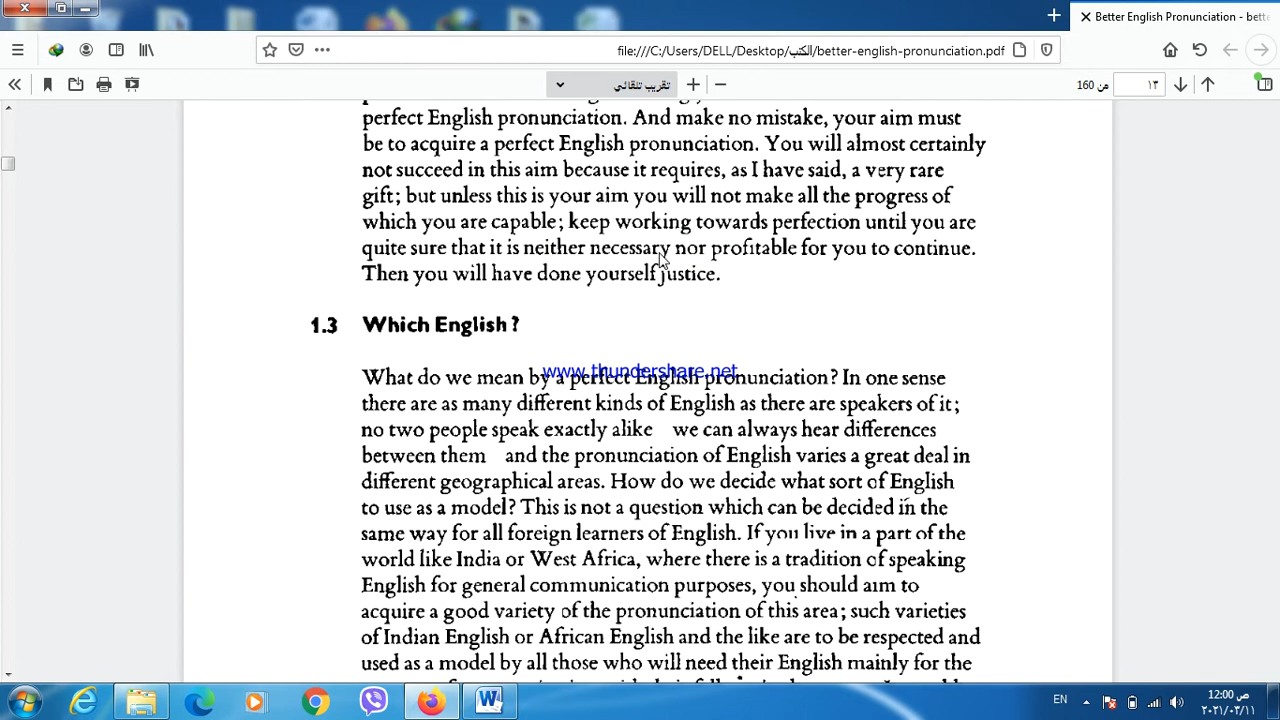 Better English Pronunciation - bette
file:///C:/Users/DELL/Desktop/الكتب/better-english-pronunciation.pdf
تقريب تلقائي
من 160
١٣
perfect English pronunciation. And make no mistake, your aim must
be to acquire a perfect English pronunciation. You will almost certainly
not succeed in this aim because it requires, as I have said, a very rare
gift; but unless this is your aim you will not make all the progress of
which you are capable; keep working towards perfection until you are
quite sure that it is neither necessary nor profitable for you to continue.
Then you will have done yourself justice.
1.3 Which English?
www.thundershare.net
What do we mean by a perfect English pronunciation? In one sense
there are as many different kinds of English as there are speakers of it;
no two people speak exactly alike we can always hear differences
between them and the pronunciation of English varies a great deal in
different geographical areas. How do we decide what sort of English
to use as a model? This is not a question which can be decided in the
same way for all foreign learners of English. If you live in a part of the
world like India or West Africa, where there is a tradition of speaking
English for general communication purposes, you should aim to
acquire a good variety of the pronunciation of this area; such varieties
of Indian English or African English and the like are to be respected and
used as a model by all those who will need their English mainly for the
EN
12:00 ص
٢٠٢١/٠٣/١١